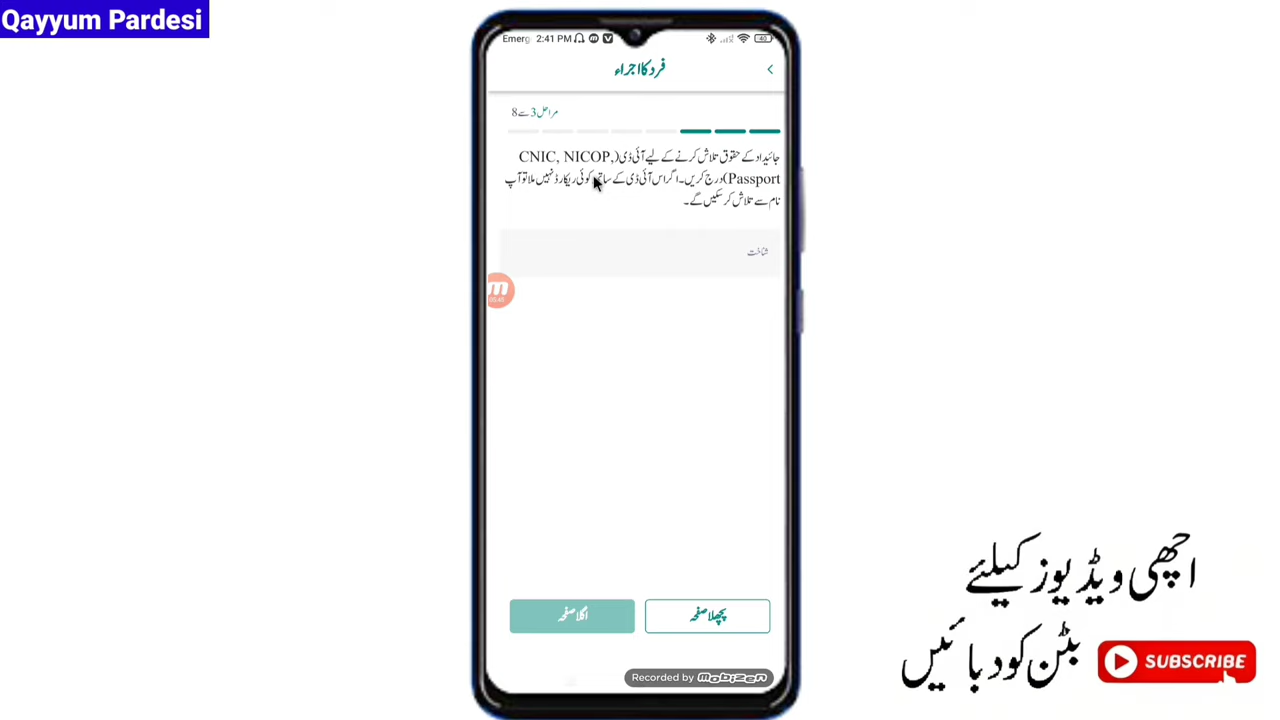 Qayyum Pardesi
Emerg 2:41 PM
40
فرد کا اجراء
مراحل 3 سے 8
جائیداد کے حقوق تلاش کرنے کے لیے آئی ڈی (CNIC, NICOP,
Passport) درج کریں۔ اگر اس آئی ڈی کے ساتھ کوئی ریکارڈ نہیں ملا تو آپ
نام سے تلاش کر سکیں گے۔
شناخت
m
00:48
پچھلا صفحہ
اگلا صفحہ
Recorded by mobizen
اچھی ویڈیوز کیلئے
بٹن کو دبائیں
SUBSCRIBE